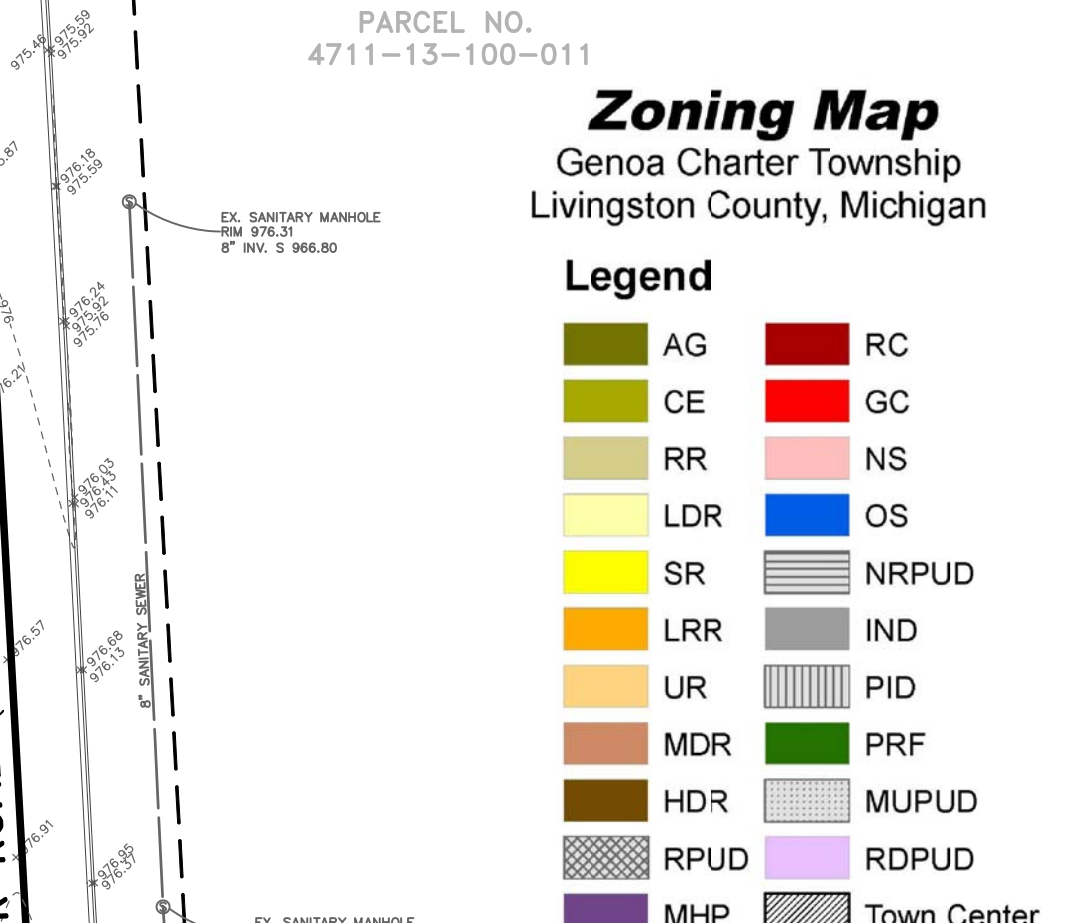 PARCEL NO.
4711-13-100-011
975.46
975.59
975.92
976.18
975.59
EX. SANITARY MANHOLE
RIM 976.31
8" INV. S 966.80
976.24
975.92
975.76
976.03
976.43
976.11
8" SANITARY SEWER
976.57
976.68
976.13
976.91
976.95
976.37
EX. SANITARY MANHOLE
Zoning Map
Genoa Charter Township
Livingston County, Michigan
Legend
AG
CE
RR
LDR
SR
LRR
UR
MDR
HDR
RPUD
MHP
RC
GC
NS
OS
NRPUD
IND
PID
PRF
MUPUD
RDPUD
Town Center